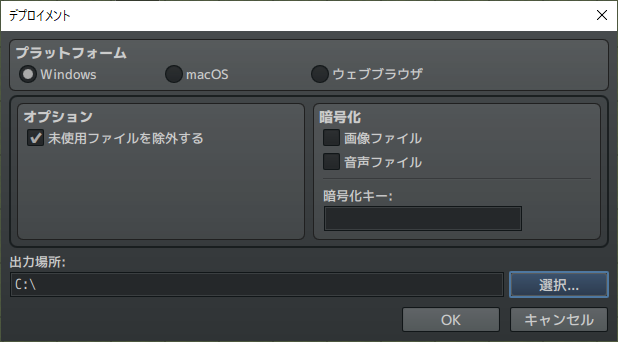 デプロイメント
プラットフォーム
Windows
macOS
ウェブブラウザ
オプション
未使用ファイルを除外する
暗号化
画像ファイル
音声ファイル
暗号化キー:
出力場所:
C:\
選択...
OK
キャンセル